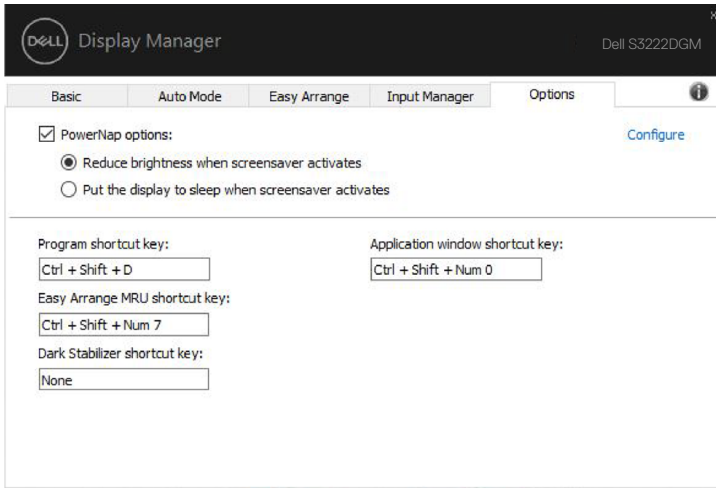 DELL Display Manager
Dell S3222DGM
Basic Auto Mode Easy Arrange Input Manager Options
PowerNap options: Configure
Reduce brightness when screensaver activates
Put the display to sleep when screensaver activates
Program shortcut key: Application window shortcut key:
Ctrl + Shift + D Ctrl + Shift + Num 0
Easy Arrange MRU shortcut key:
Ctrl + Shift + Num 7
Dark Stabilizer shortcut key:
None